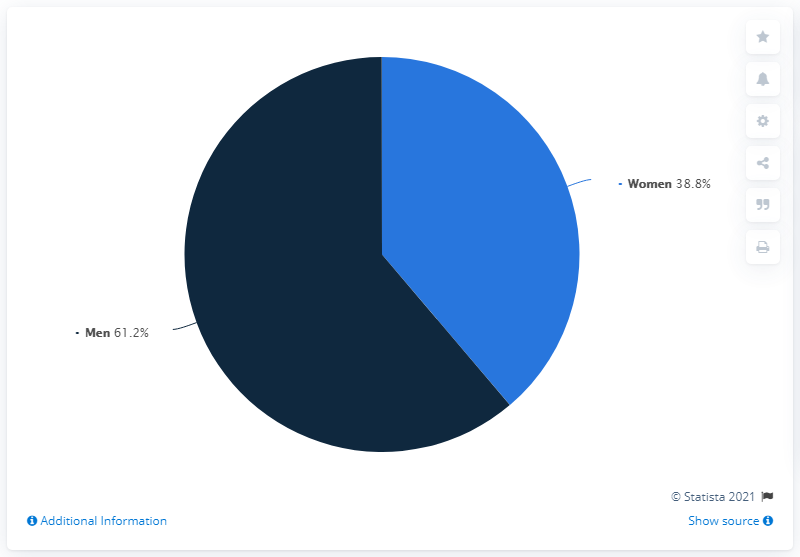 Women 38.8%
Men 61.2%
© Statista 2021
Additional Information
Show source